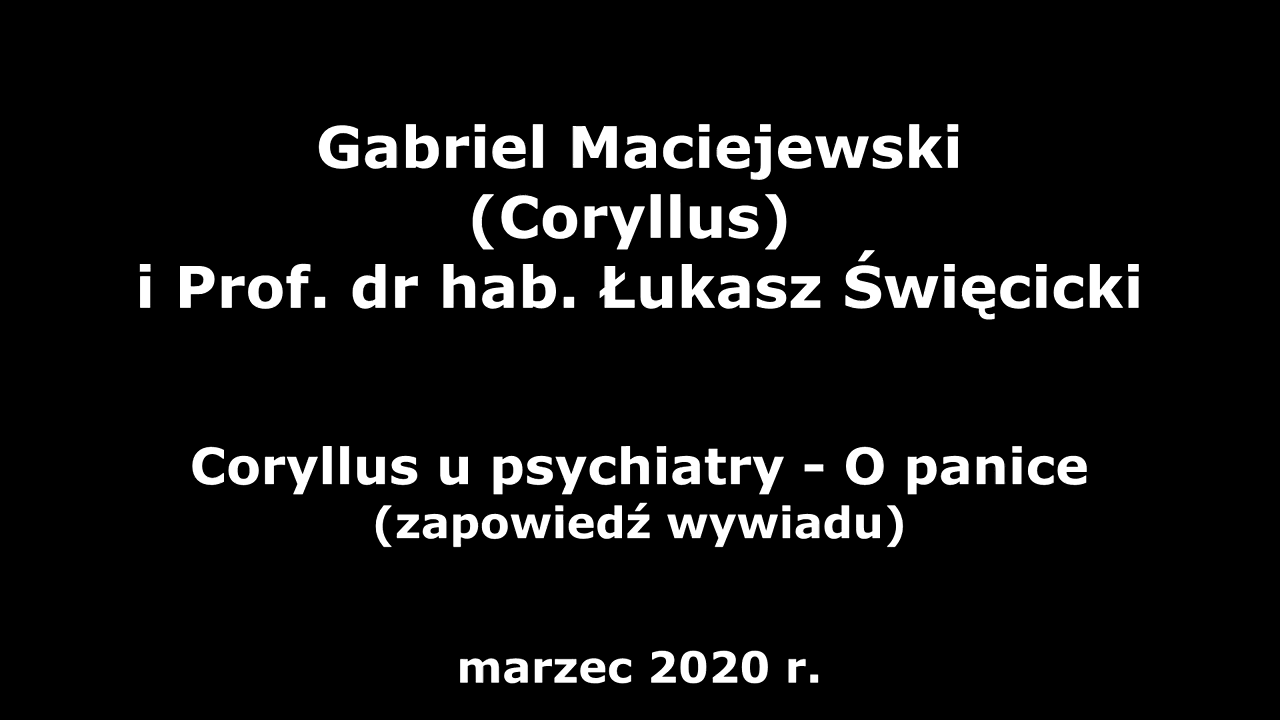 Gabriel Maciejewski
(Coryllus)
i Prof. dr hab. Łukasz Święcicki
Coryllus u psychiatry - O panice
(zapowiedź wywiadu)
marzec 2020 r.